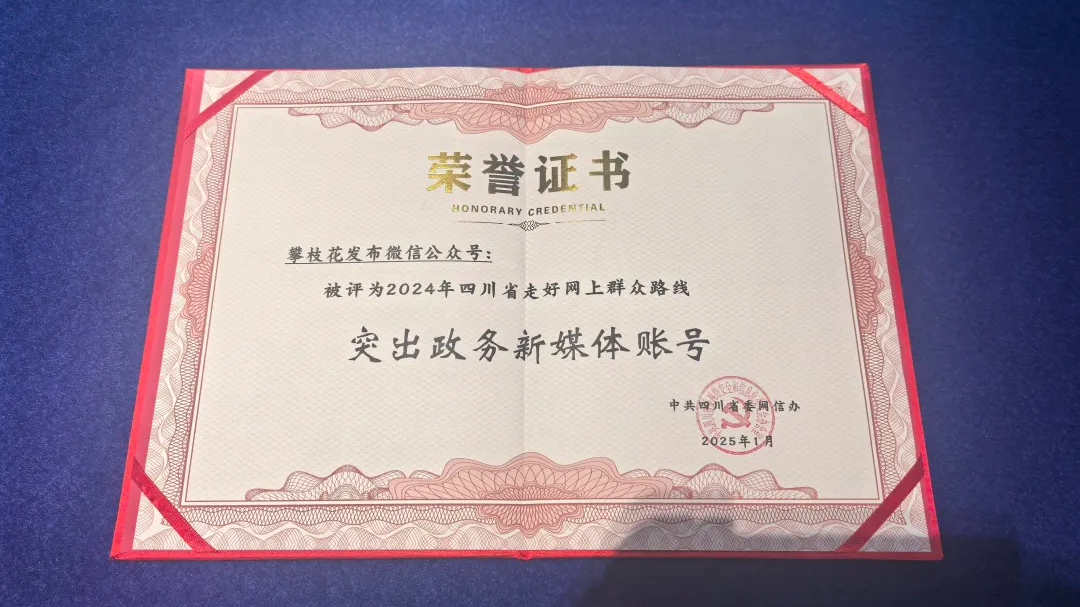 荣誉证书
HONORARY CREDENTIAL
攀枝花发布微信公众号:
被评为2024年四川省走好网上群众路线
突出政务新媒体账号
中共四川省委网信办
2025年1月